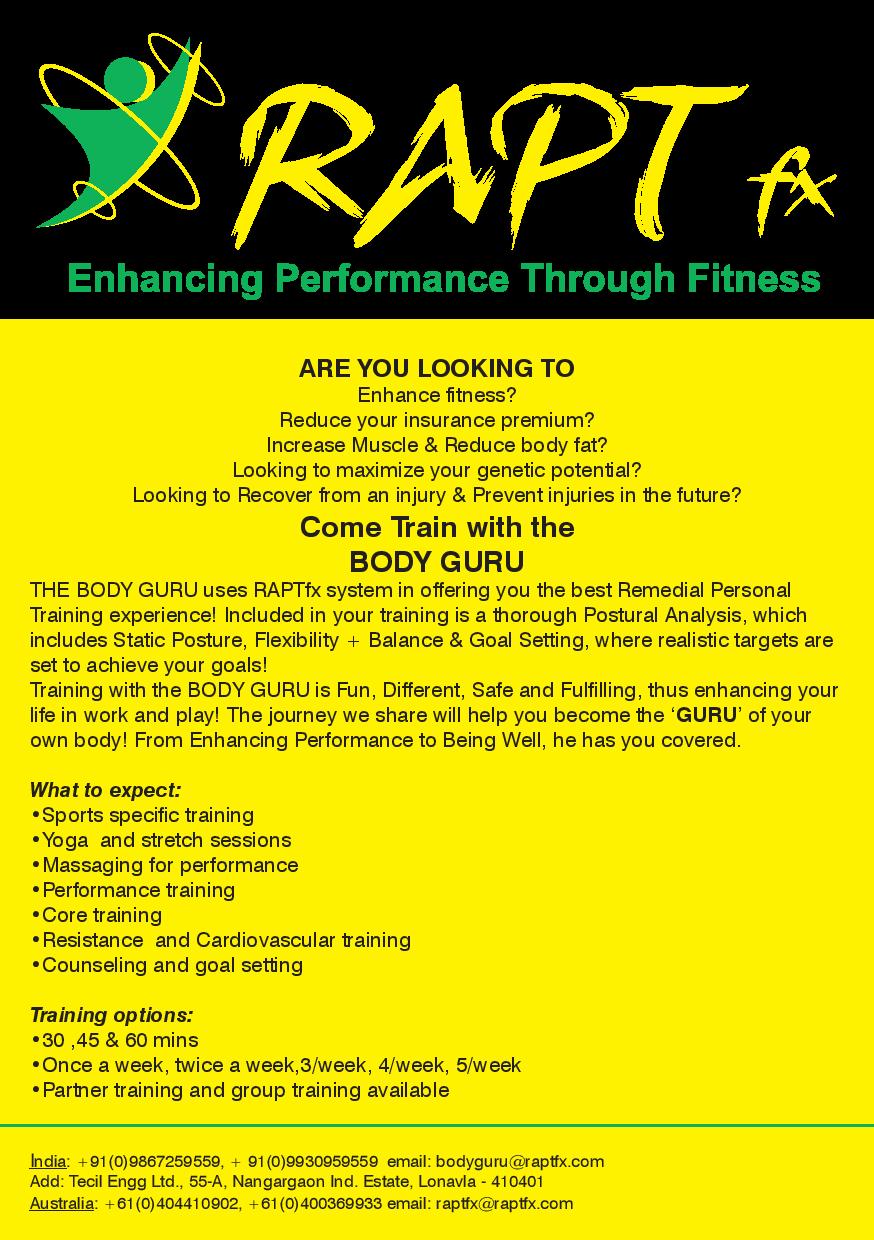 RAPT fx
Enhancing Performance Through Fitness
ARE YOU LOOKING TO
Enhance fitness?
Reduce your insurance premium?
Increase Muscle & Reduce body fat?
Looking to maximize your genetic potential?
Looking to Recover from an injury & Prevent injuries in the future?
Come Train with the
BODY GURU
THE BODY GURU uses RAPTfx system in offering you the best Remedial Personal
Training experience! Included in your training is a thorough Postural Analysis, which
includes Static Posture, Flexibility + Balance & Goal Setting, where realistic targets are
set to achieve your goals!
Training with the BODY GURU is Fun, Different, Safe and Fulfilling, thus enhancing your
life in work and play! The journey we share will help you become the ‘GURU’ of your
own body! From Enhancing Performance to Being Well, he has you covered.
What to expect:
•Sports specific training
•Yoga  and stretch sessions
•Massaging for performance
•Performance training
•Core training
•Resistance  and Cardiovascular training
•Counseling and goal setting
Training options:
•30 ,45 & 60 mins
•Once a week, twice a week,3/week, 4/week, 5/week
•Partner training and group training available
India: +91(0)9867259559, + 91(0)9930959559  email: bodyguru@raptfx.com
Add: Tecil Engg Ltd., 55-A, Nangargaon Ind. Estate, Lonavla - 410401
Australia: +61(0)404410902, +61(0)400369933 email: raptfx@raptfx.com